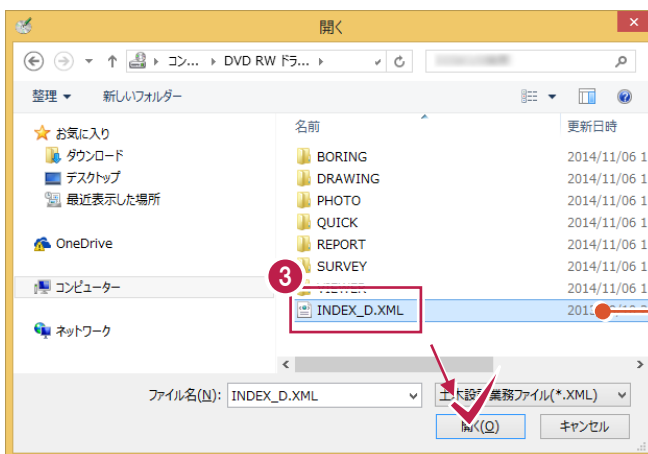 開く
コン... DVD RW ドラ...
整理 新しいフォルダー
名前 更新日時
お気に入り
ダウンロード
デスクトップ
最近表示した場所
OneDrive
コンピューター
ネットワーク
BORING 2014/11/06 1
DRAWING 2014/11/06 1
PHOTO 2014/11/06 1
QUICK 2014/11/06 1
REPORT 2014/11/06 1
SURVEY 2014/11/06 1
2014/11/06 1
3
INDEX_D.XML
ファイル名(N): INDEX_D.XML 業務ファイル(*.XML)
開く(O) キャンセル